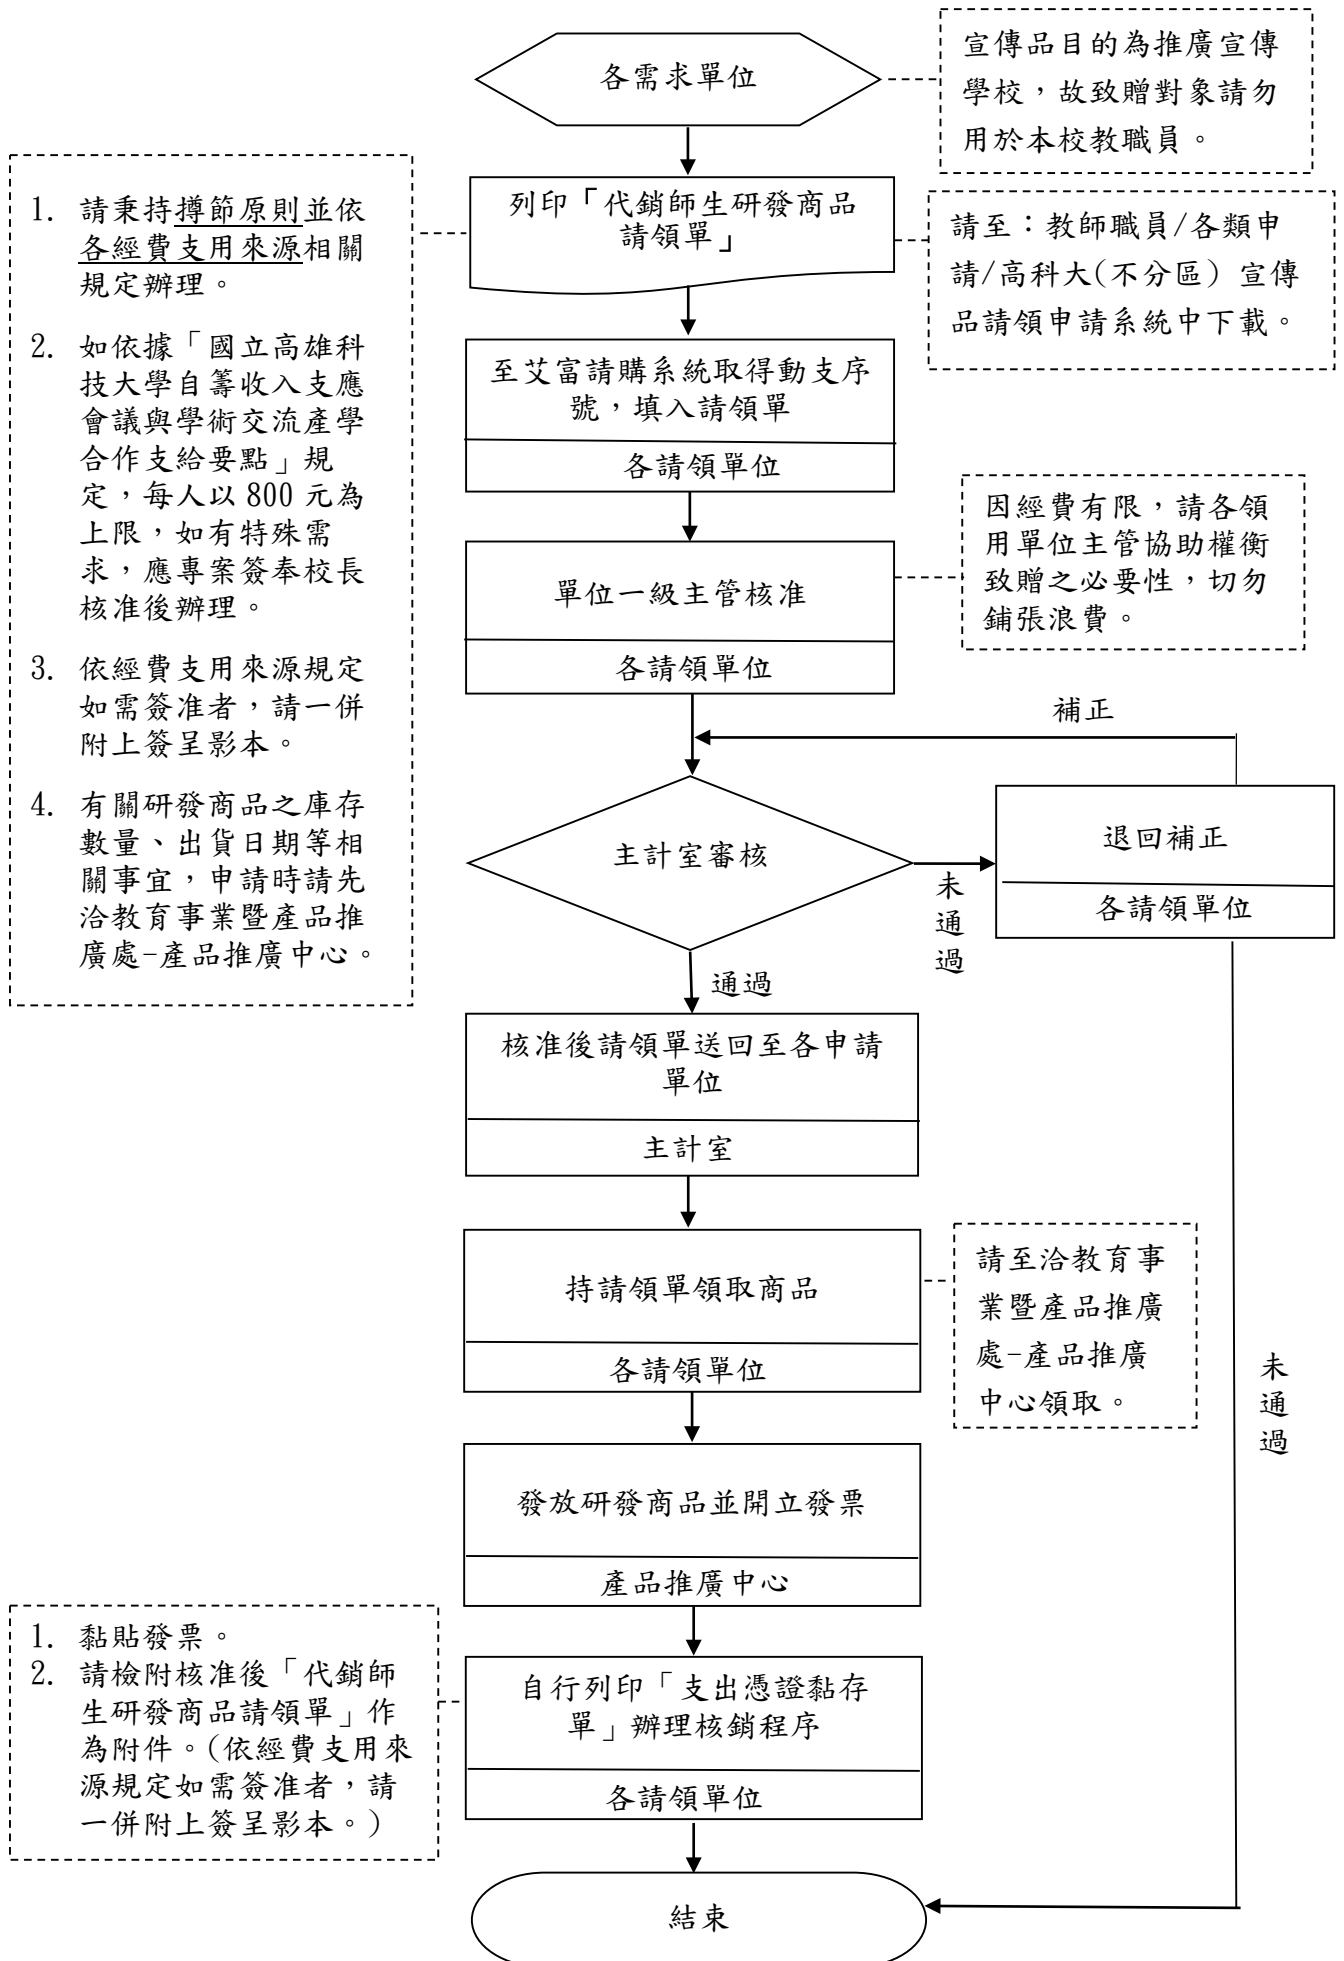 各需求單位
宣傳品目的為推廣宣傳
學校，故致贈對象請勿
用於本校教職員。
1. 請秉持撙節原則並依
各經費支用來源相關
規定辦理。
2. 如依據「國立高雄科
技大學自籌收入支應
會議與學術交流產學
合作支給要點」規
定，每人以 800 元為
上限，如有特殊需
求，應專案簽奉校長
核准後辦理。
3. 依經費支用來源規定
如需簽准者，請一併
附上簽呈影本。
4. 有關研發商品之庫存
數量、出貨日期等相
關事宜，申請時請先
洽教育事業暨產品推
廣處-產品推廣中心。
列印「代銷師生研發商品
請領單」
請至：教師職員/各類申
請/高科大(不分區) 宣傳
品請領申請系統中下載。
至艾富請購系統取得動支序
號，填入請領單
各請領單位
單位一級主管核准
各請領單位
因經費有限，請各領
用單位主管協助權衡
致贈之必要性，切勿
鋪張浪費。
補正
主計室審核
未
通
過
退回補正
各請領單位
通過
核准後請領單送回至各申請
單位
主計室
持請領單領取商品
各請領單位
請至洽教育事
業暨產品推廣
處-產品推廣
中心領取。
未
通
過
發放研發商品並開立發票
產品推廣中心
1. 黏貼發票。
2. 請檢附核准後「代銷師
生研發商品請領單」作
為附件。(依經費支用來
源規定如需簽准者，請
一併附上簽呈影本。)
自行列印「支出憑證黏存
單」辦理核銷程序
各請領單位
結束